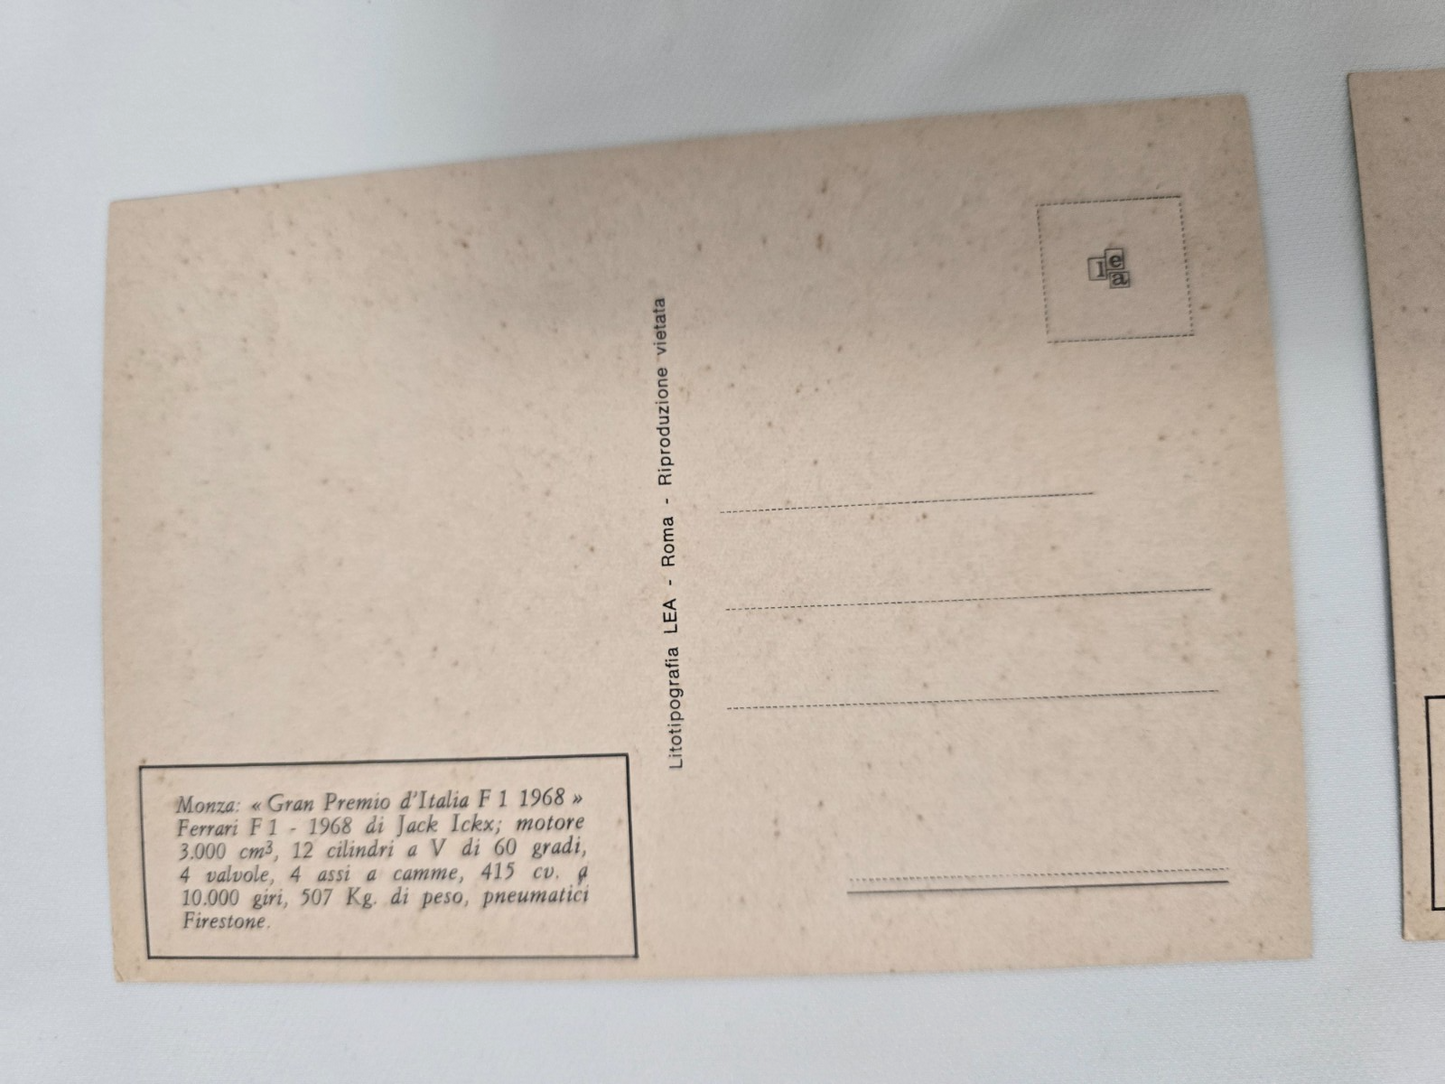 Monza: « Gran Premio d'Italia F 1 1968 »
Ferrari F 1 - 1968 di Jack Ickx; motore
3.000 cm³, 12 cilindri a V di 60 gradi,
4 valvole, 4 assi a camme, 415 cv. a
10.000 giri, 507 Kg. di peso, pneumatici
Firestone.
Litotipografia LEA - Roma - Riproduzione vietata
lea